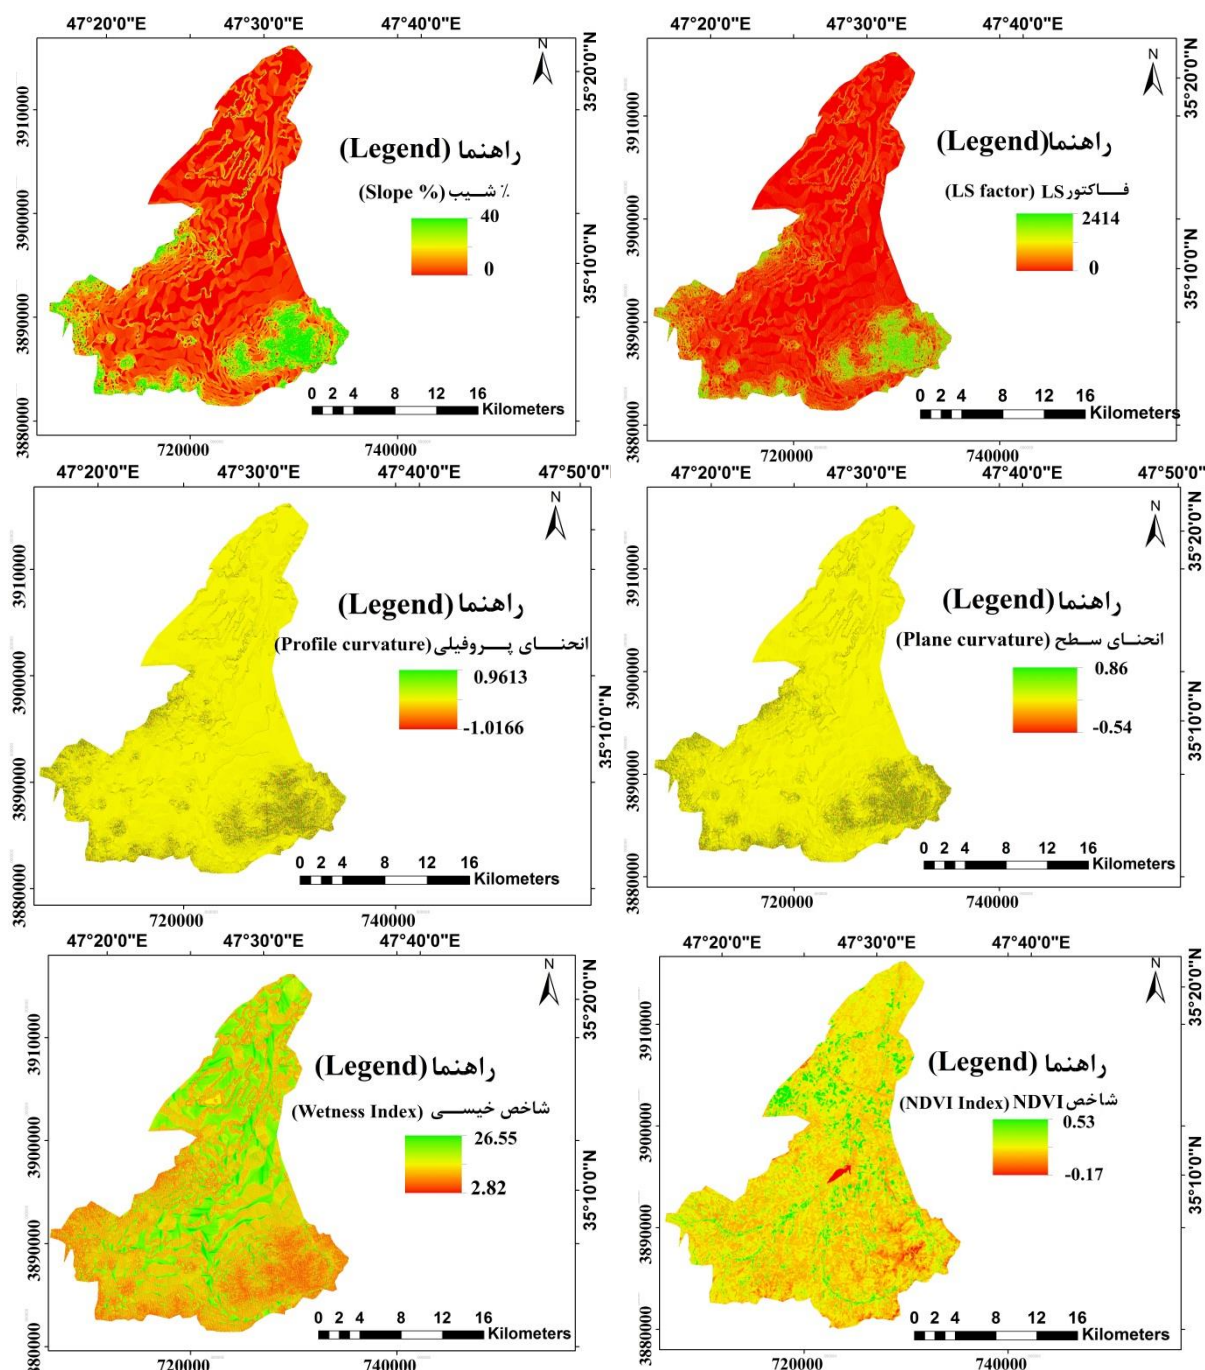 47°20'0"E 47°30'0"E 47°40'0"E
N
35°20'0"N
35°10'0"N
3910000
3900000
3890000
3880000
راهنما (Legend)
٪ شـیب (Slope %)
40
0
0 2 4 8 12 16
Kilometers
720000 740000
47°20'0"E 47°30'0"E 47°40'0"E
N
35°20'0"N
35°10'0"N
3910000
3900000
3890000
3880000
راهنما (Legend)
فـــاکتور LS (LS factor)
2414
0
0 2 4 8 12 16
Kilometers
720000 740000
47°20'0"E 47°30'0"E 47°40'0"E 47°50'0"E
N
35°10'0"N
3910000
3900000
3890000
3880000
راهنما (Legend)
انحنـــای پـــروفیلی (Profile curvature)
0.9613
-1.0166
0 2 4 8 12 16
Kilometers
720000 740000
47°20'0"E 47°30'0"E 47°40'0"E 47°50'0"E
N
35°20'0"N
35°10'0"N
3910000
3900000
3890000
3880000
راهنما (Legend)
انحنـای سـطح (Plane curvature)
0.86
-0.54
0 2 4 8 12 16
Kilometers
720000 740000
47°20'0"E 47°30'0"E 47°40'0"E
N
35°20'0"N
35°10'0"N
3910000
3900000
3890000
3880000
راهنما (Legend)
شاخص خیســـی (Wetness Index)
26.55
2.82
0 2 4 8 12 16
Kilometers
720000 740000
47°20'0"E 47°30'0"E 47°40'0"E
N
35°20'0"N
35°10'0"N
3910000
3900000
3890000
3880000
راهنما (Legend)
شاخص NDVI (NDVI Index)
0.53
-0.17
0 2 4 8 12 16
Kilometers
720000 740000